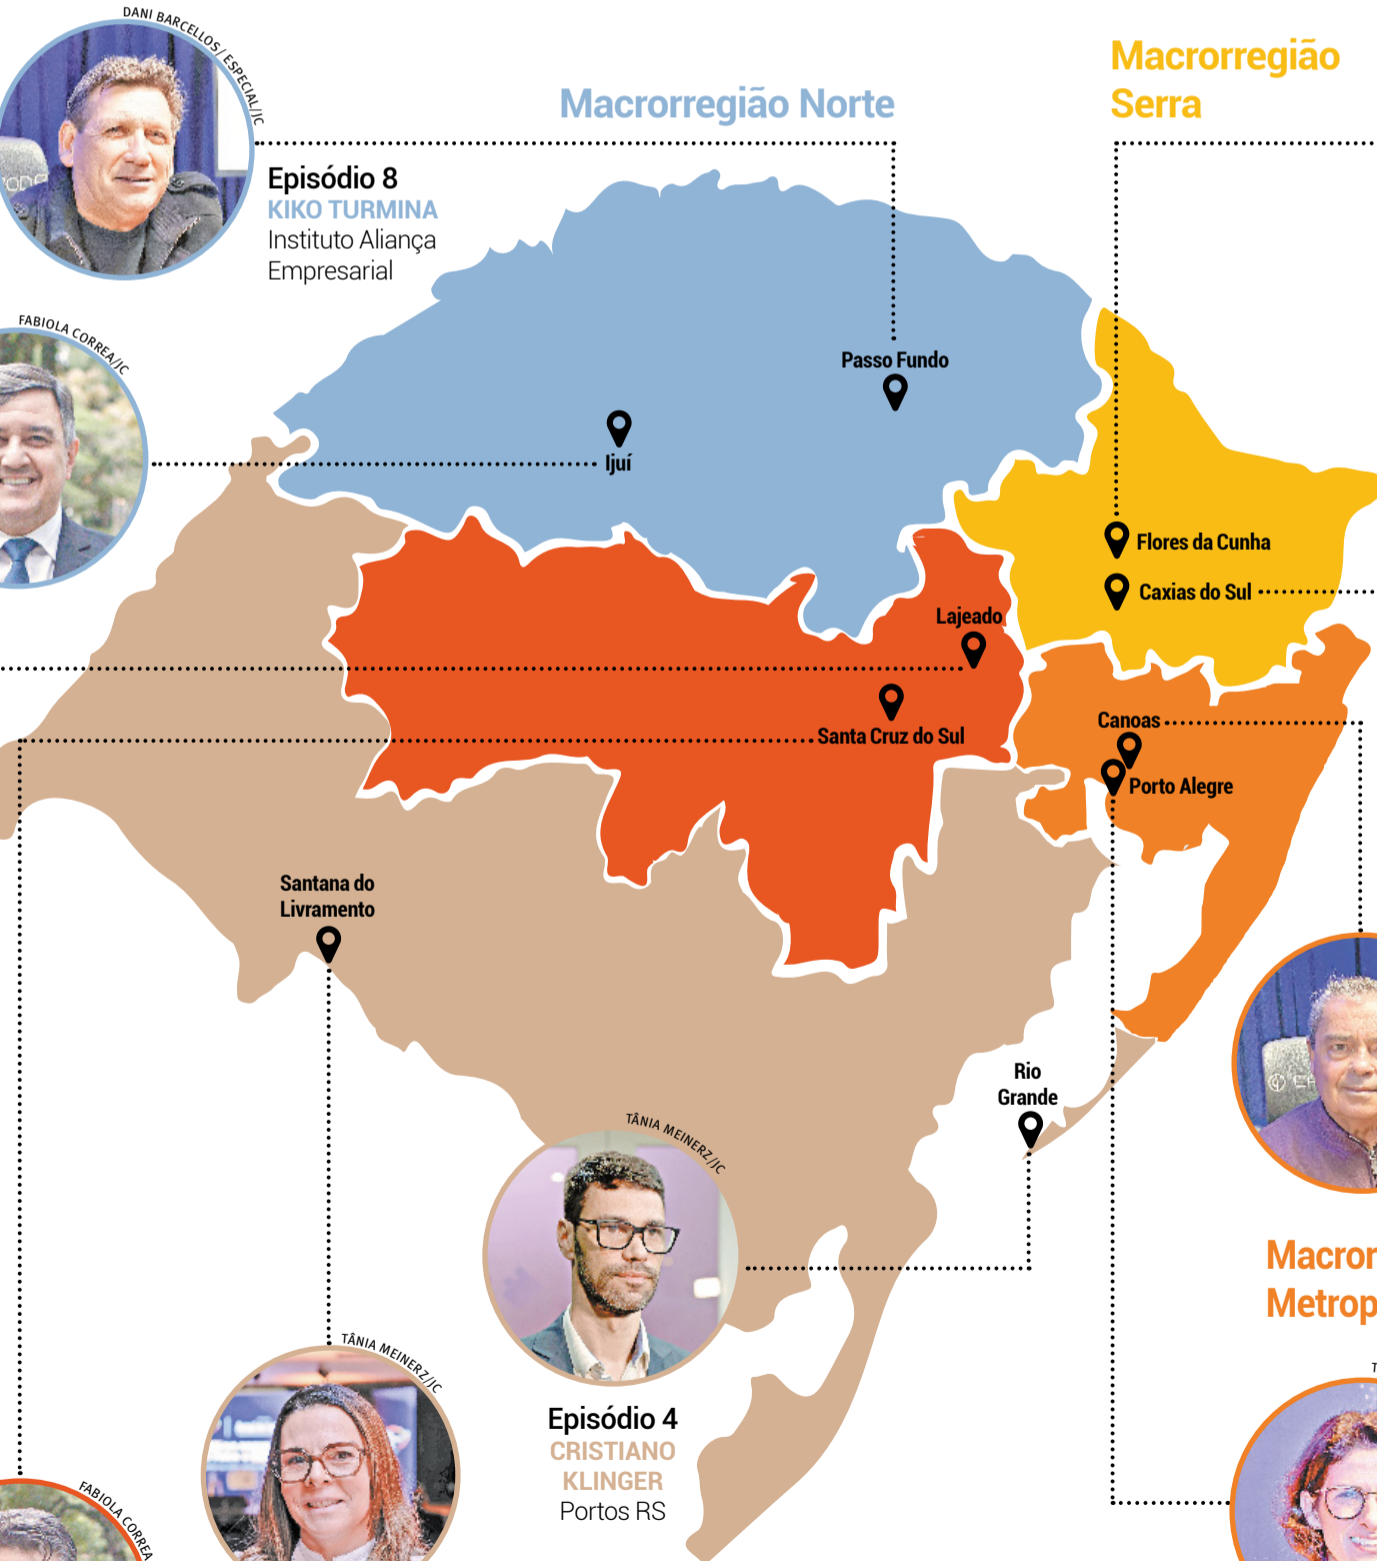 DANI BARCELLOS/ESPECIAL/JC
Macrorregião
Serra
Macrorregião Norte
Episódio 8
KIKO TURMINA
Instituto Aliança
Empresarial
FABIOLA CORREA/JC
Passo Fundo
Ijuí
Flores da Cunha
Caxias do Sul
Lajeado
Santa Cruz do Sul
Canoas
Porto Alegre
Santana do
Livramento
Rio
Grande
TÂNIA MEINERZ/JC
Macror
Metrop
TÂNIA MEINERZ/JC
Episódio 4
CRISTIANO
KLINGER
Portos RS
FABIOLA CORREA